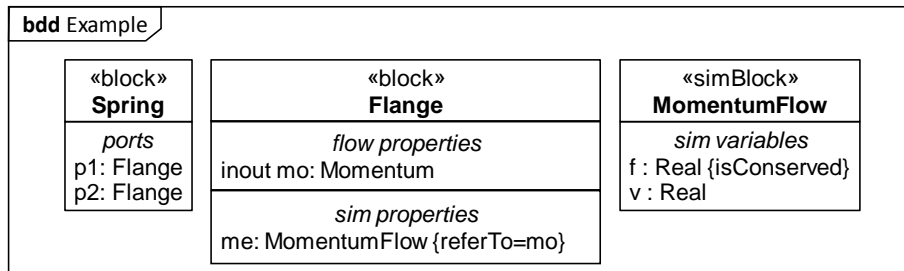 bdd Example
«block»
Spring
ports
p1: Flange
p2: Flange
«block»
Flange
flow properties
inout mo: Momentum
sim properties
me: MomentumFlow {referTo=mo}
«simBlock»
MomentumFlow
sim variables
f : Real {isConserved}
v : Real